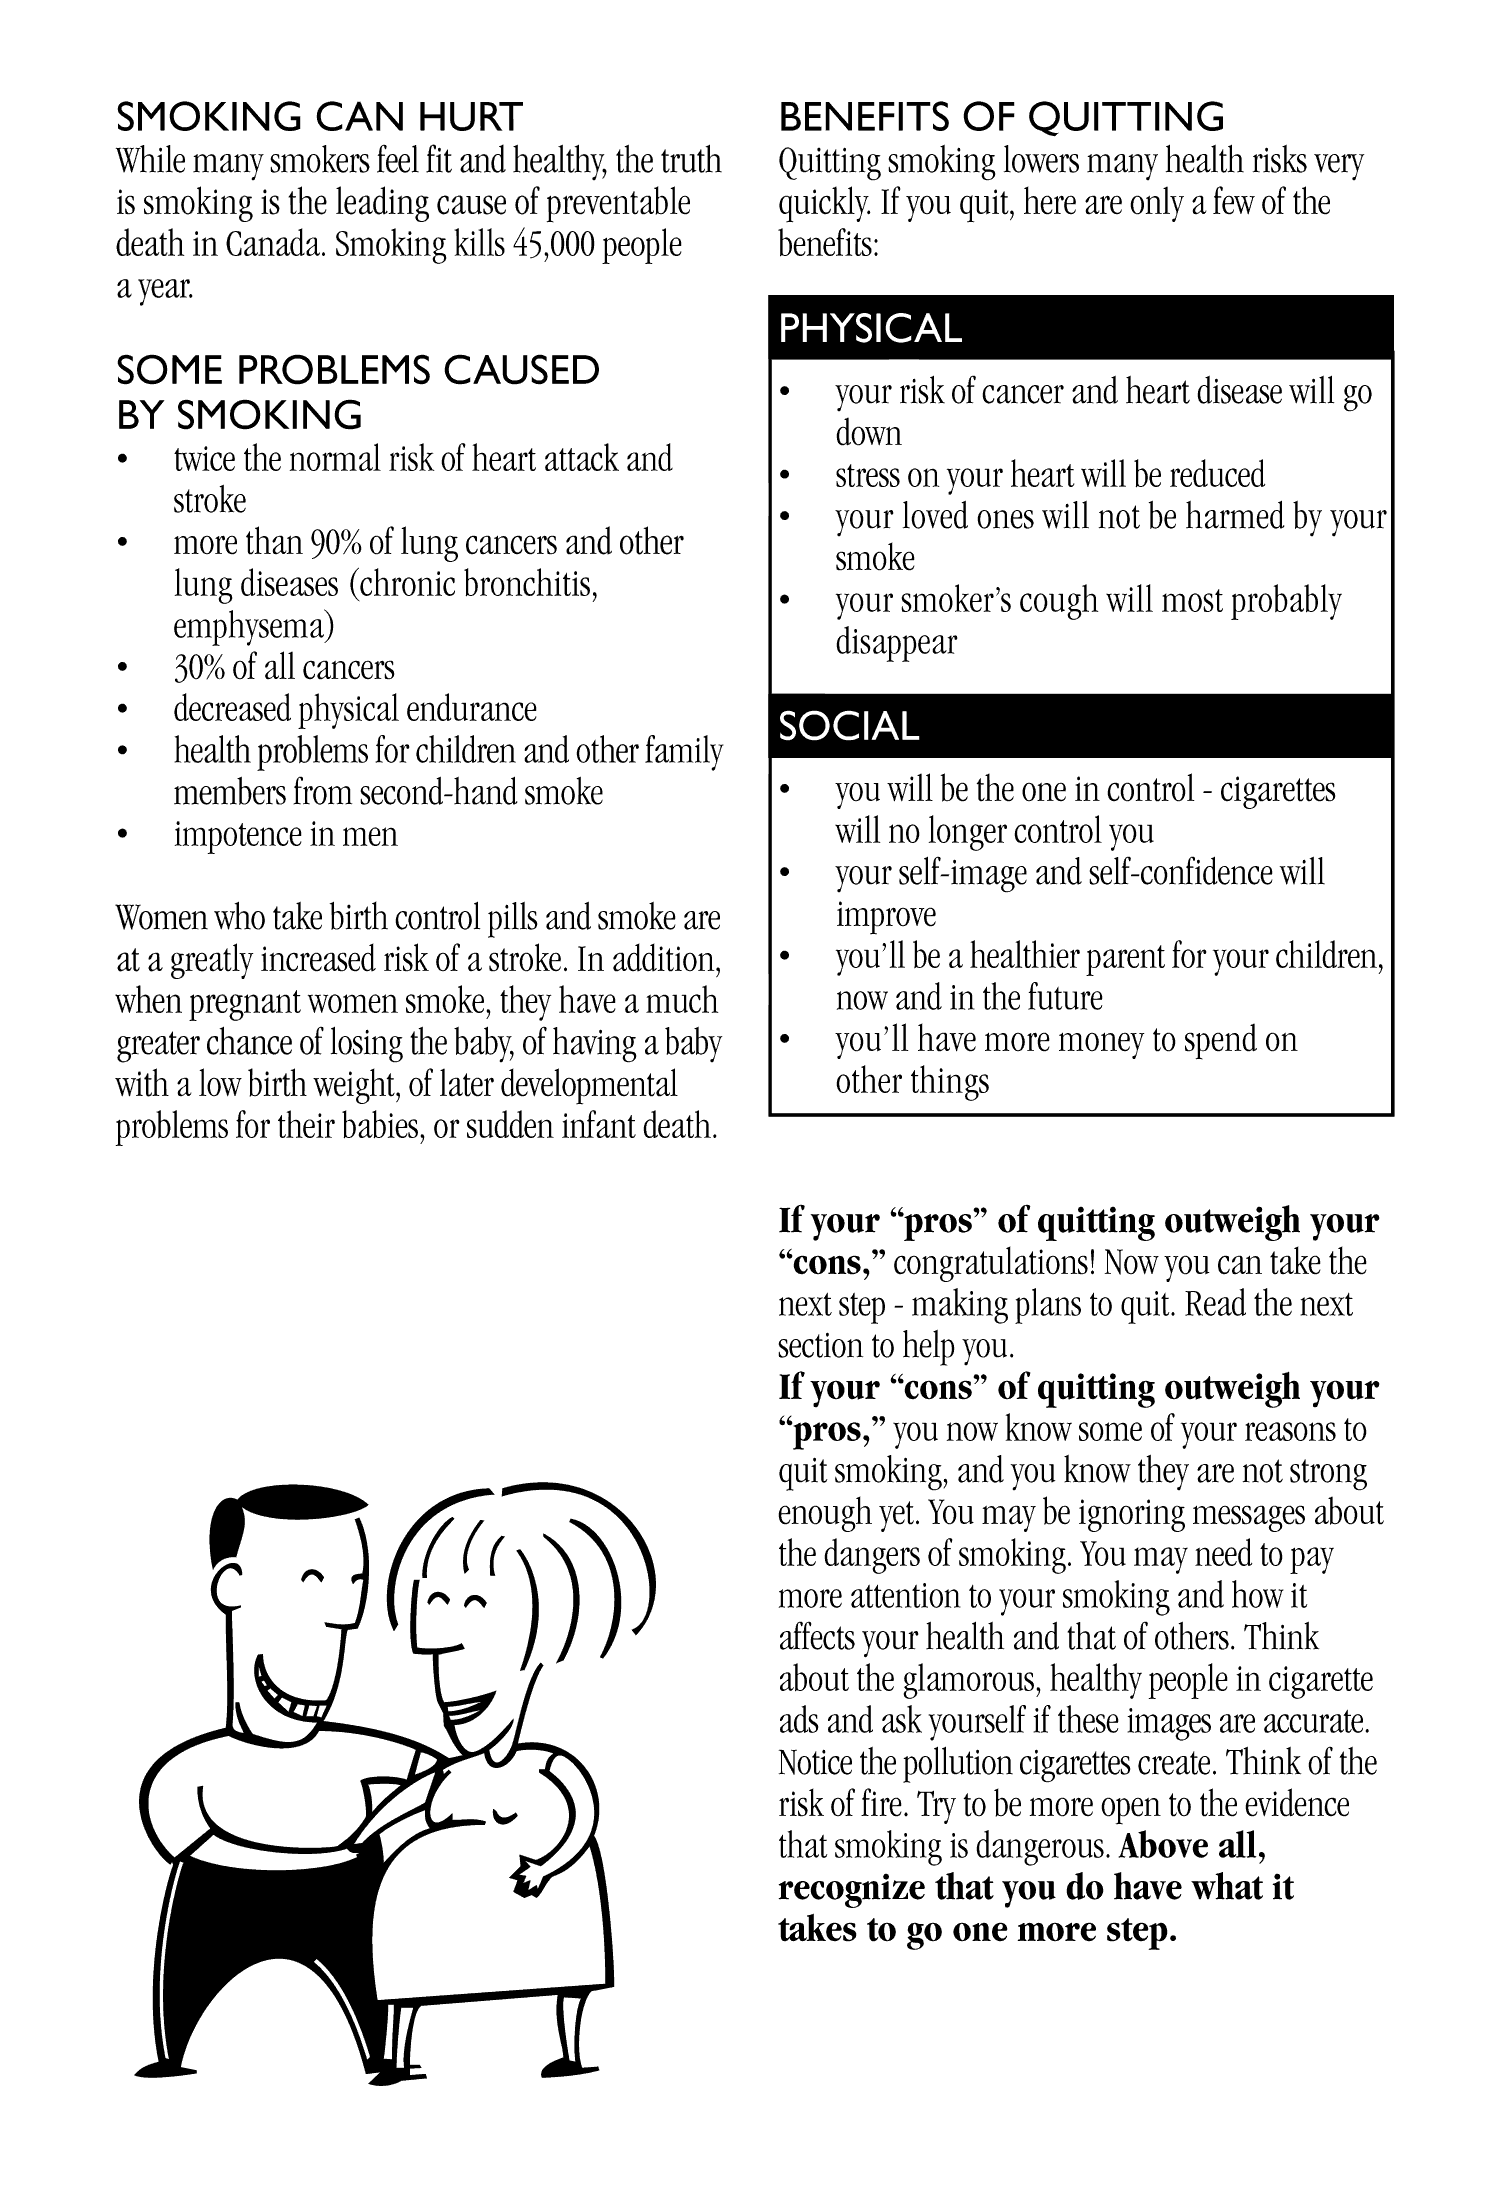 SMOKING CAN HURT
While many smokers feel fit and healthy, the truth
is smoking is the leading cause of preventable
death in Canada. Smoking kills 45,000 people
a year.
SOME PROBLEMS CAUSED
BY SMOKING
• twice the normal risk of heart attack and
stroke
• more than 90% of lung cancers and other
lung diseases (chronic bronchitis,
emphysema)
• 30% of all cancers
• decreased physical endurance
• health problems for children and other family
members from second-hand smoke
• impotence in men
Women who take birth control pills and smoke are
at a greatly increased risk of a stroke. In addition,
when pregnant women smoke, they have a much
greater chance of losing the baby, of having a baby
with a low birth weight, of later developmental
problems for their babies, or sudden infant death.
BENEFITS OF QUITTING
Quitting smoking lowers many health risks very
quickly. If you quit, here are only a few of the
benefits:
PHYSICAL
• your risk of cancer and heart disease will go
down
• stress on your heart will be reduced
• your loved ones will not be harmed by your
smoke
• your smoker’s cough will most probably
disappear
SOCIAL
• you will be the one in control - cigarettes
will no longer control you
• your self-image and self-confidence will
improve
• you’ll be a healthier parent for your children,
now and in the future
• you’ll have more money to spend on
other things
If your “pros” of quitting outweigh your
“cons,” congratulations! Now you can take the
next step - making plans to quit. Read the next
section to help you.
If your “cons” of quitting outweigh your
“pros,” you now know some of your reasons to
quit smoking, and you know they are not strong
enough yet. You may be ignoring messages about
the dangers of smoking. You may need to pay
more attention to your smoking and how it
affects your health and that of others. Think
about the glamorous, healthy people in cigarette
ads and ask yourself if these images are accurate.
Notice the pollution cigarettes create. Think of the
risk of fire. Try to be more open to the evidence
that smoking is dangerous. Above all,
recognize that you do have what it
takes to go one more step.